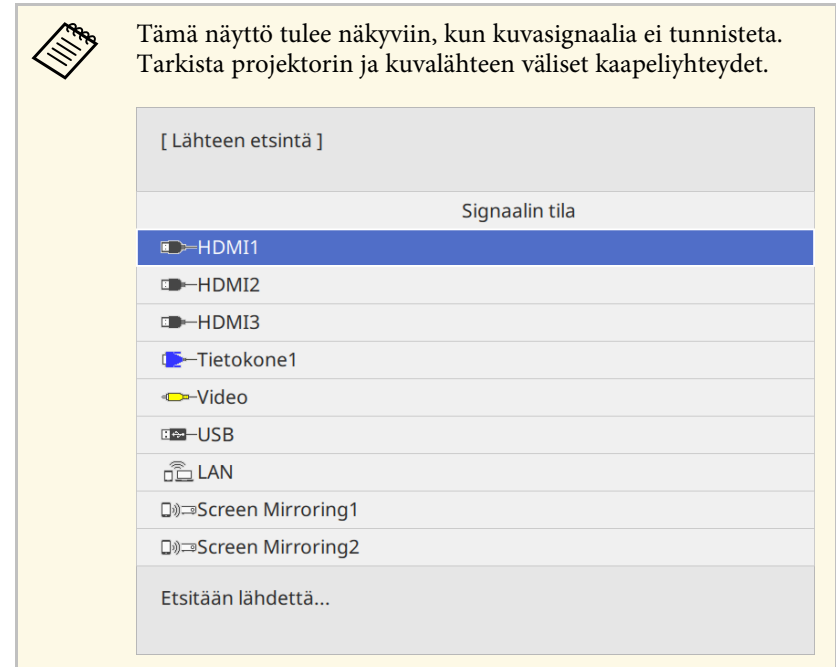 Tämä näyttö tulee näkyviin, kun kuvasignaalia ei tunnisteta.
Tarkista projektorin ja kuvalähteen väliset kaapeliyhteydet.
[ Lähteen etsintä ]
Signaalin tila
HDMI1
HDMI2
HDMI3
Tietokone1
Video
USB
LAN
Screen Mirroring1
Screen Mirroring2
Etsitään lähdettä...